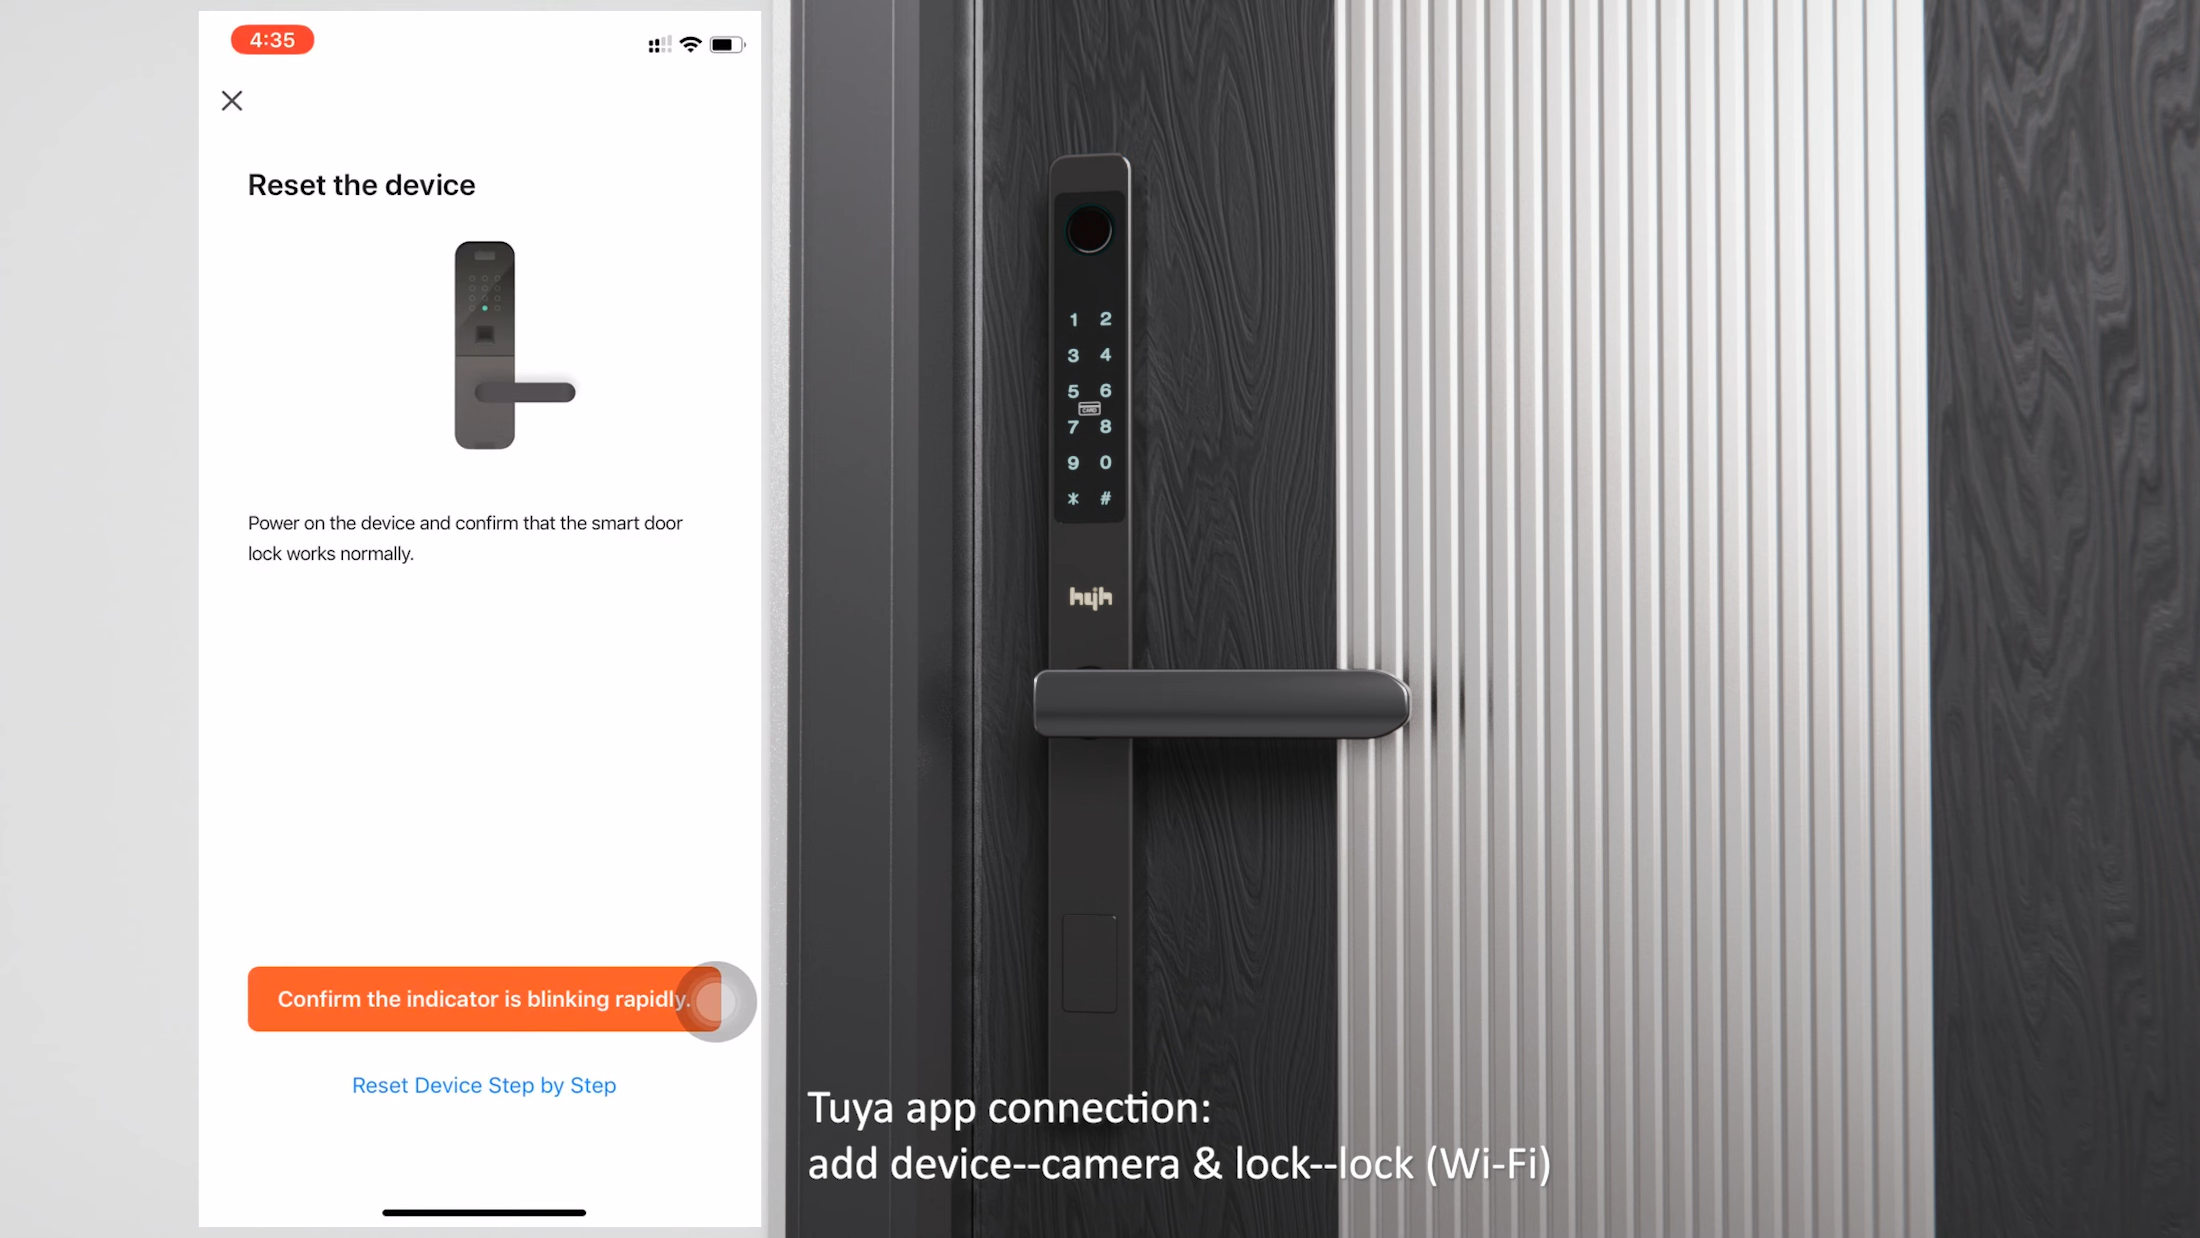 4:35
Reset the device
Power on the device and confirm that the smart door
lock works normally.
Confirm the indicator is blinking rapidly.
Reset Device Step by Step
1 2
3 4
5 6
CARD
7 8
9 0
* #
hyh
Tuya app connection:
add device--camera & lock--lock (Wi-Fi)